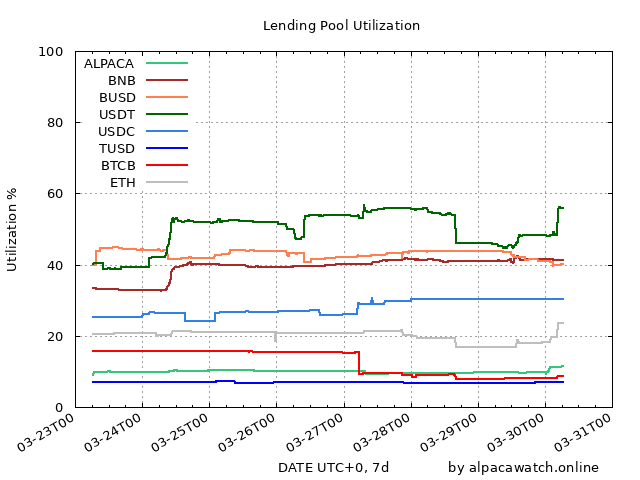 Lending Pool Utilization
Utilization %
100
80
60
40
20
0
ALPACA
BNB
BUSD
USDT
USDC
TUSD
BTCB
ETH
03-23T00
03-24T00
03-25T00
03-26T00
03-27T00
03-28T00
03-29T00
03-30T00
03-31T00
DATE UTC+0, 7d
by alpacawatch.online